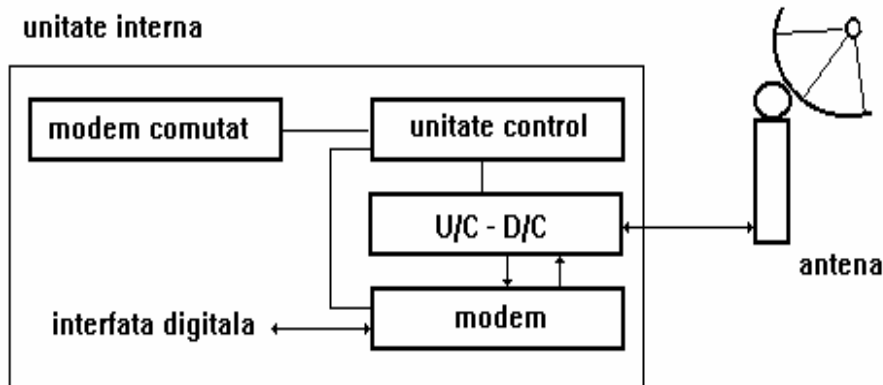 unitate interna
modem comutat
unitate control
U/C - D/C
antena
interfata digitala
modem